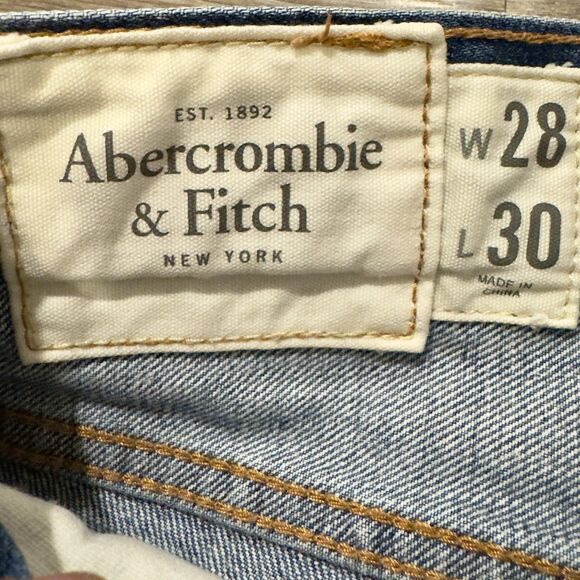 EST. 1892
Abercrombie
& Fitch
NEW YORK
W 28
L 30
MADE IN
CHINA